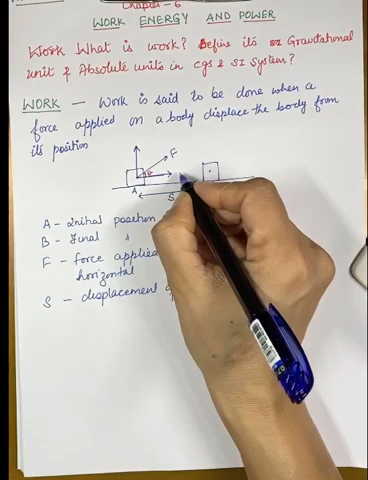 Chapter - 6
WORK ENERGY AND POWER
Work What is work? Define its SI Gravitational
unit & Absolute units in cgs & SI System?
WORK — Work is said to be done when a
force applied on a body displace the body from
its position
F
θ
A
S
A - Initial position
B - Final "
F - force applied
horizontal
S - displacement